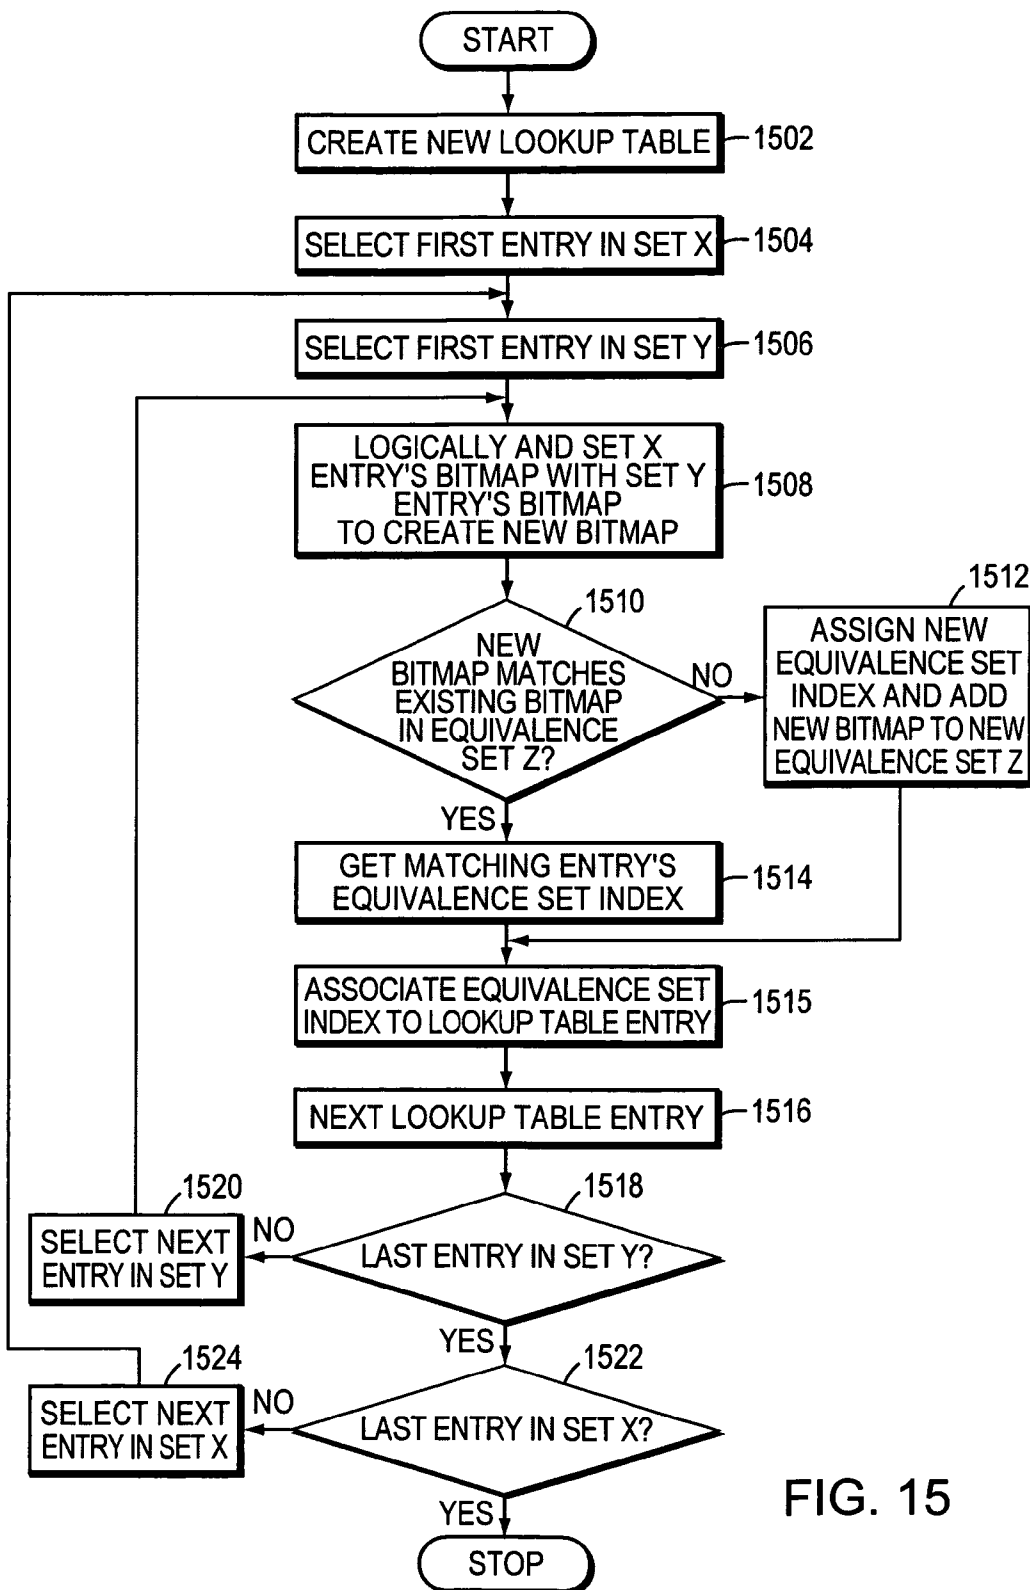 START
CREATE NEW LOOKUP TABLE
1502
SELECT FIRST ENTRY IN SET X
1504
SELECT FIRST ENTRY IN SET Y
1506
LOGICALLY AND SET X
ENTRY'S BITMAP WITH SET Y
ENTRY'S BITMAP
TO CREATE NEW BITMAP
1508
1510
NEW
BITMAP MATCHES
EXISTING BITMAP
IN EQUIVALENCE
SET Z?
NO
1512
ASSIGN NEW
EQUIVALENCE SET
INDEX AND ADD
NEW BITMAP TO NEW
EQUIVALENCE SET Z
YES
GET MATCHING ENTRY'S
EQUIVALENCE SET INDEX
1514
ASSOCIATE EQUIVALENCE SET
INDEX TO LOOKUP TABLE ENTRY
1515
NEXT LOOKUP TABLE ENTRY
1516
1518
LAST ENTRY IN SET Y?
NO
1520
SELECT NEXT
ENTRY IN SET Y
YES
1522
LAST ENTRY IN SET X?
NO
1524
SELECT NEXT
ENTRY IN SET X
YES
STOP
FIG. 15